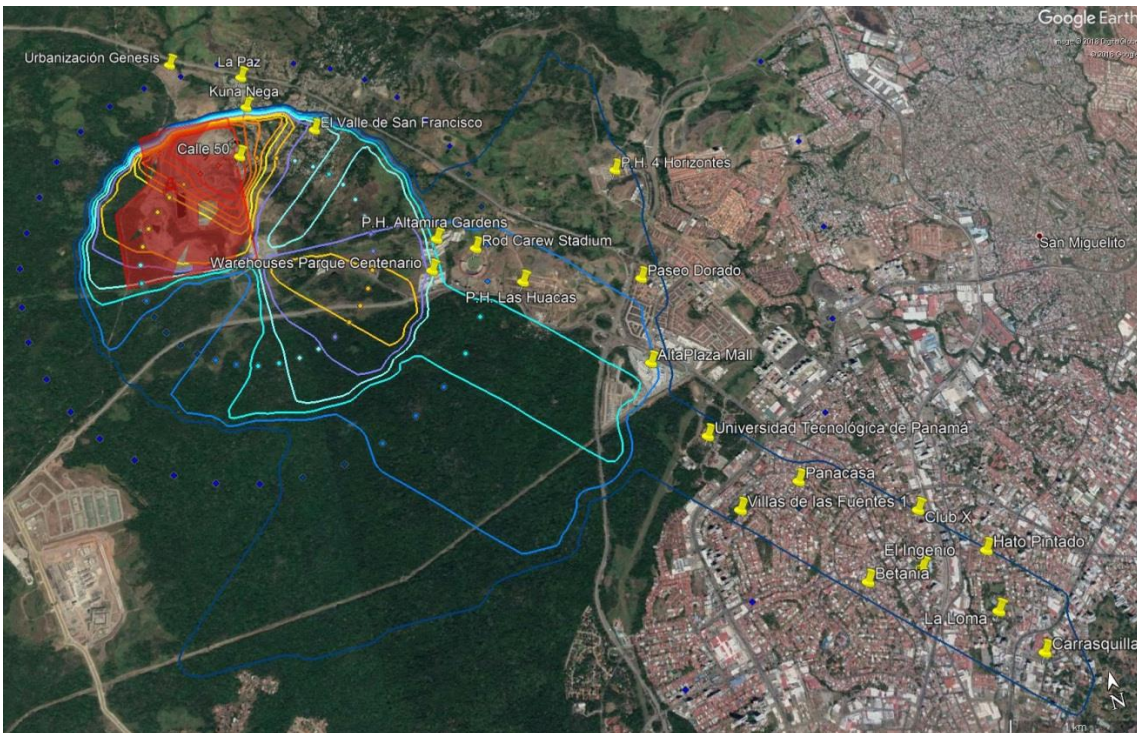 Google Earth
© 2018 Google
Urbanización Genesis
La Paz
Kuna Nega
El Valle de San Francisco
Calle 50
P.H. 4 Horizontes
P.H. Altamira Gardens
Rod Carew Stadium
San Miguelito
Warehouses Parque Centenario
Paseo Dorado
P.H. Las Huacas
AltaPlaza Mall
Universidad Tecnológica de Panamá
Panacasa
Villas de las Fuentes 1
Club X
Hato Pintado
El Ingenio
Betania
La Loma
Carrasquilla
N
1 km